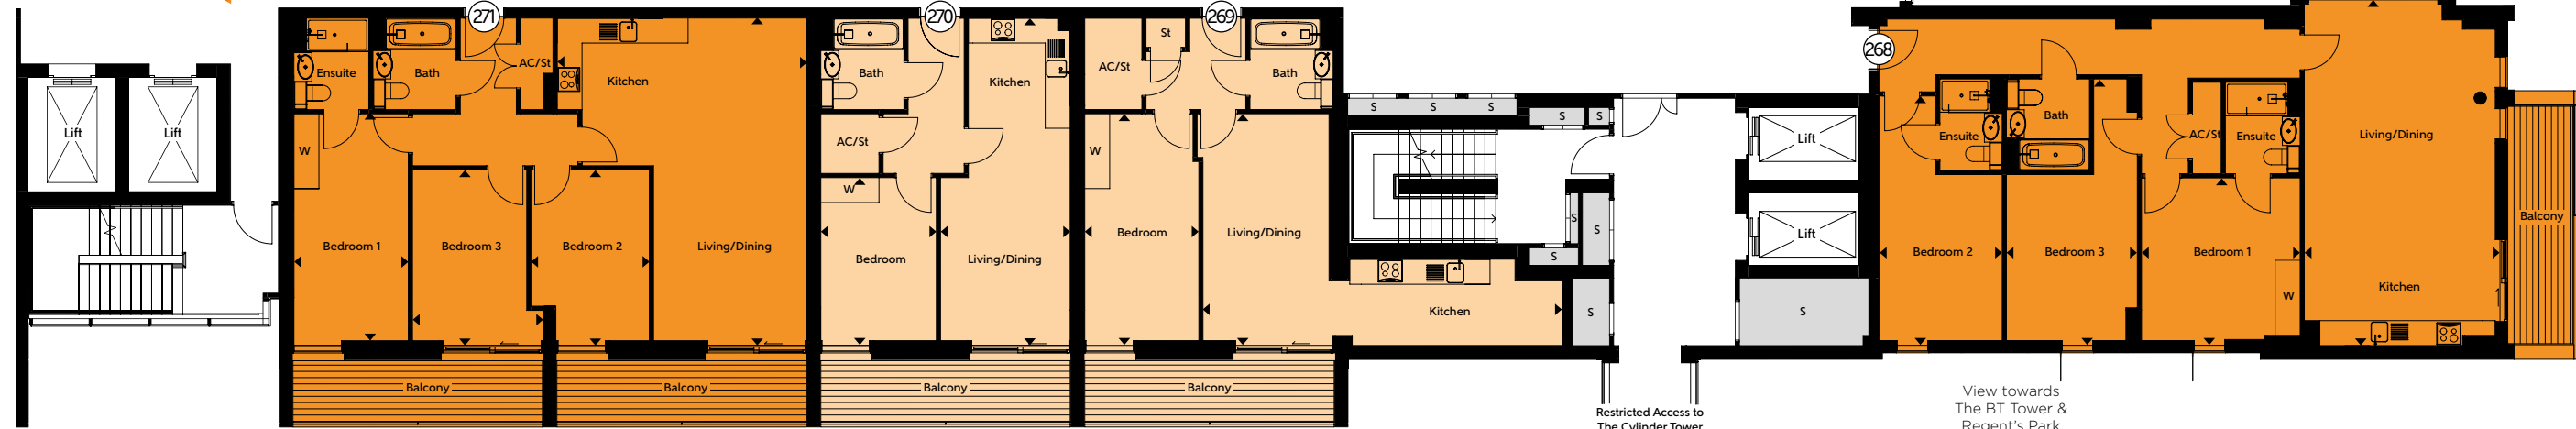 Lift
Lift
271
Ensuite
Bath
AC/St
Kitchen
W
Bedroom 1
Bedroom 3
Bedroom 2
Living/Dining
Balcony
Balcony
270
Bath
Kitchen
AC/St
W
Bedroom
Living/Dining
Balcony
269
AC/St
St
Bath
W
Bedroom
Living/Dining
Kitchen
Balcony
S
S
S
S
S
S
S
S
S
Lift
Lift
S
Restricted Access to
The Cylinder Tower
268
Ensuite
Bath
AC/St
Ensuite
Living/Dining
Bedroom 2
Bedroom 3
Bedroom 1
W
Kitchen
Balcony
View towards
The BT Tower &
Regent's Park